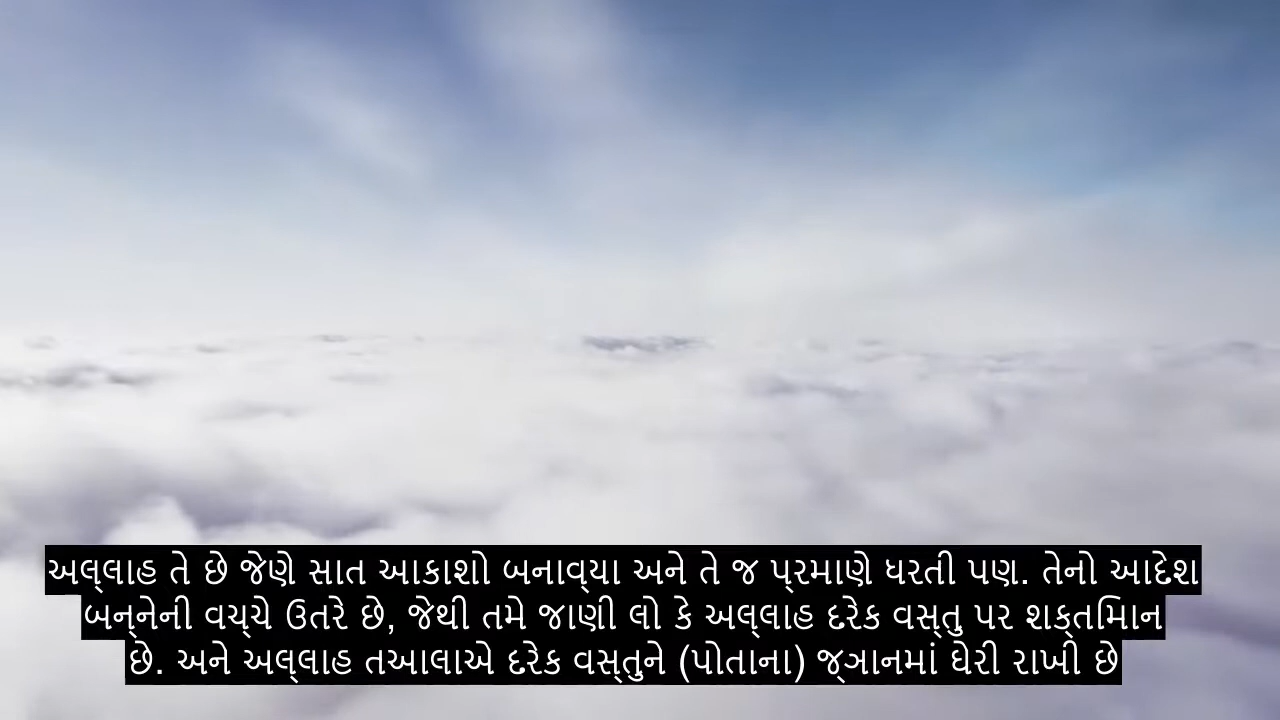 અલ્લાહ તે છે જેણે સાત આકાશો બનાવ્યા અને તે જ પ્રમાણે ધરતી પણ. તેનો આદેશ
બન્નેની વચ્ચે ઉતરે છે, જેથી તમે જાણી લો કે અલ્લાહ દરેક વસ્તુ પર શક્તિમાન
છે. અને અલ્લાહ તઆલાએ દરેક વસ્તુને (પોતાના) જ્ઞાનમાં ઘેરી રાખી છે